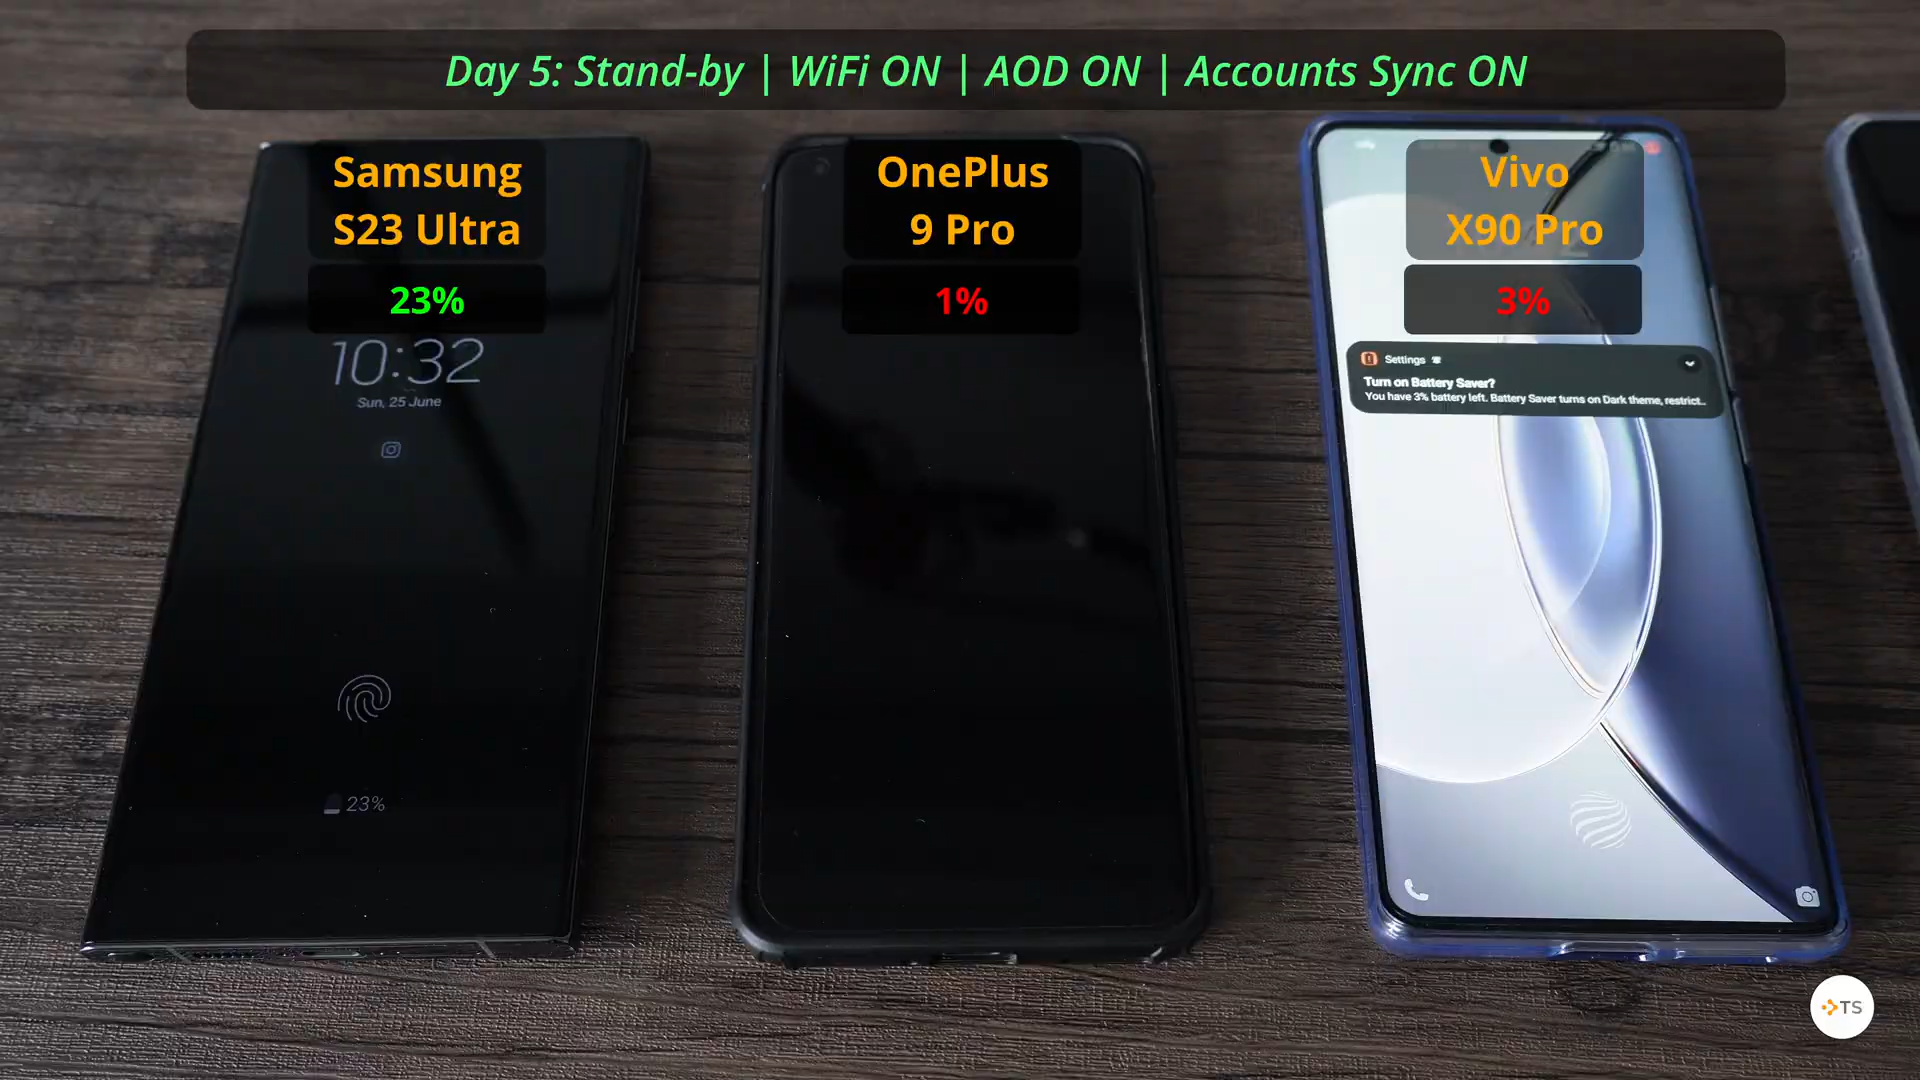 Day 5: Stand-by | WiFi ON | AOD ON | Accounts Sync ON
Samsung
S23 Ultra
23%
10:32
Sun, 25 June
23%
OnePlus
9 Pro
1%
Vivo
X90 Pro
3%
Settings
Turn on Battery Saver?
You have 3% battery left. Battery Saver turns on Dark theme, restrict..
TS